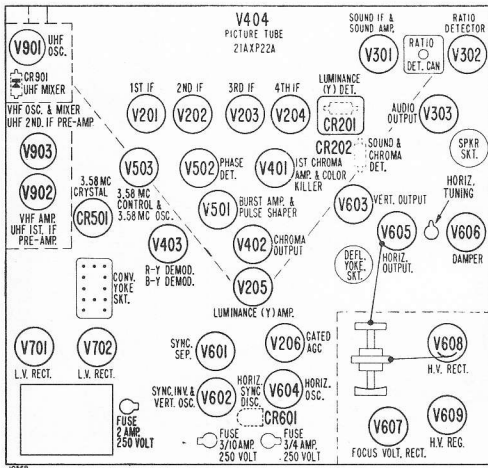 V404
PICTURE TUBE
21AXP22A
V901
UHF
OSC.
CR901
UHF MIXER
VHF OSC. & MIXER
UHF 2ND. IF PRE-AMP.
V903
V902
VHF AMP.
UHF IST. IF
PRE-AMP.
SOUND IF &
SOUND AMP.
V301
RATIO
DET. CAN
RATIO
DETECTOR
V302
1ST IF
V201
2ND IF
V202
3RD IF
V203
4TH IF
V204
LUMINANCE
(Y) DET.
CR201
AUDIO
OUTPUT
V303
CR202
SOUND &
CHROMA
DET.
SPKR
SKT.
V503
3.58 MC
CONTROL &
3.58 MC OSC.
V502
PHASE
DET.
V401
1ST CHROMA
AMP. & COLOR
KILLER
3.58 MC
CRYSTAL
CR501
V501
BURST AMP. &
PULSE SHAPER
V603
VERT. OUTPUT
HORIZ.
TUNING
V403
R-Y DEMOD.
B-Y DEMOD.
V402
CHROMA
OUTPUT
V605
HORIZ.
OUTPUT.
V606
DAMPER
DEFL.
YOKE.
SKT.
CONV.
YOKE
SKT.
V205
LUMINANCE (Y) AMP.
V701
L.V. RECT.
V702
L.V. RECT.
SYNC.
SEP.
V601
V206
GATED
AGC
V608
H.V. RECT.
SYNC. INV. &
VERT. OSC.
V602
HORIZ.
SYNC
DISC.
V604
HORIZ.
OSC.
CR601
V607
FOCUS VOLT. RECT.
V609
H.V. REG.
FUSE
2 AMP.
250 VOLT
FUSE
3/10 AMP.
250 VOLT
FUSE
3/4 AMP.
250 VOLT